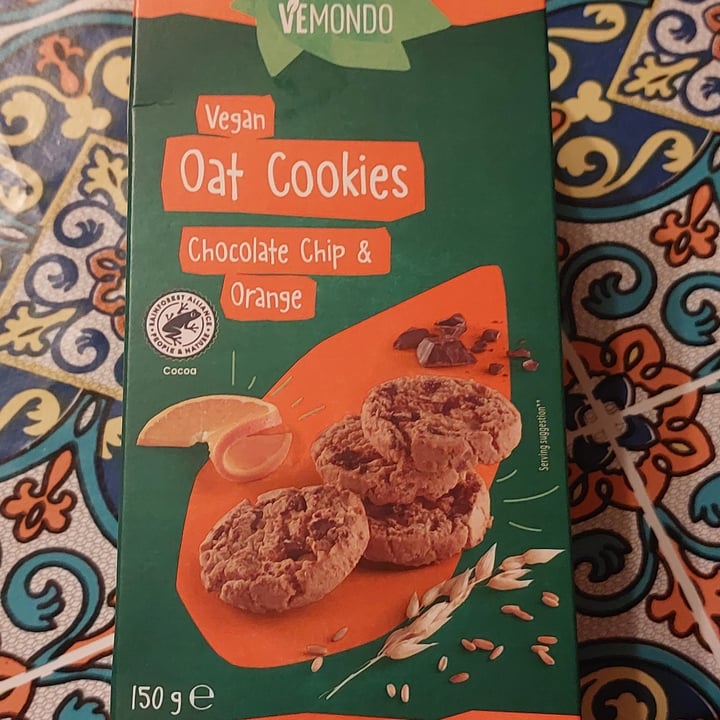 VEMONDO
Vegan
Oat Cookies
Chocolate Chip &
Orange
RAINFOREST ALLIANCE
PEOPLE & NATURE
Cocoa
Serving suggestion**
150 g ℮